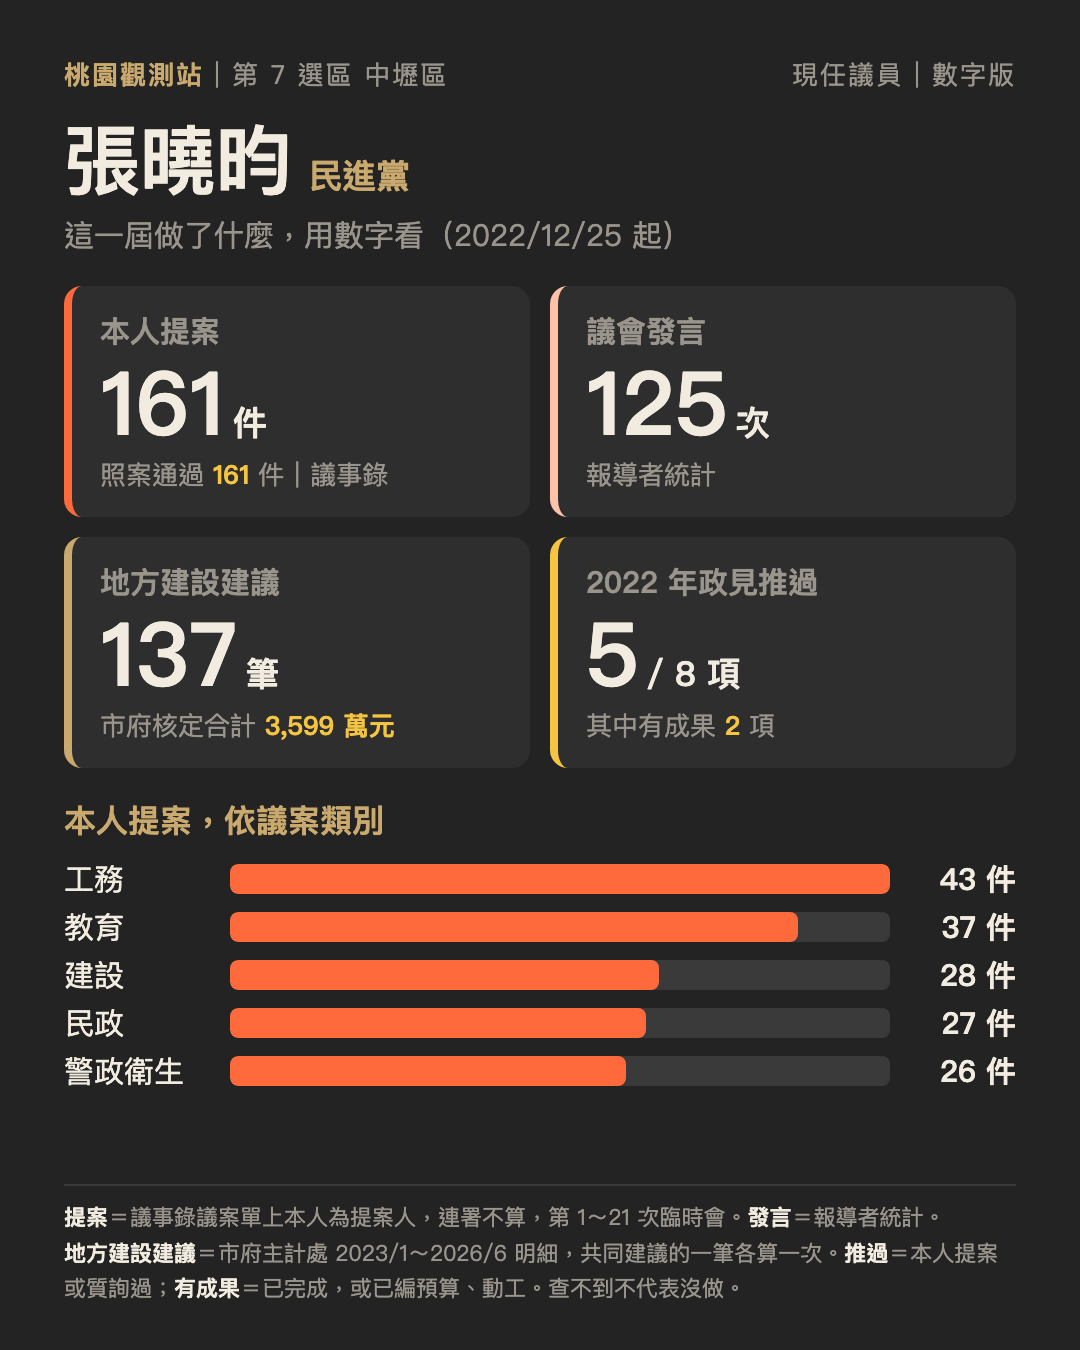 桃園觀測站｜第 7 選區 中壢區
現任議員｜數字版
張曉昀 民進黨
這一屆做了什麼，用數字看（2022/12/25 起）
本人提案
161 件
照案通過 161 件｜議事錄
議會發言
125 次
報導者統計
地方建設建議
137 筆
市府核定合計 3,599 萬元
2022 年政見推過
5 / 8 項
其中有成果 2 項
本人提案，依議案類別
工務 43 件
教育 37 件
建設 28 件
民政 27 件
警政衛生 26 件
提案＝議事錄議案單上本人為提案人，連署不算，第 1～21 次臨時會。發言＝報導者統計。
地方建設建議＝市府主計處 2023/1～2026/6 明細，共同建議的一筆各算一次。推過＝本人提案
或質詢過；有成果＝已完成，或已編預算、動工。查不到不代表沒做。